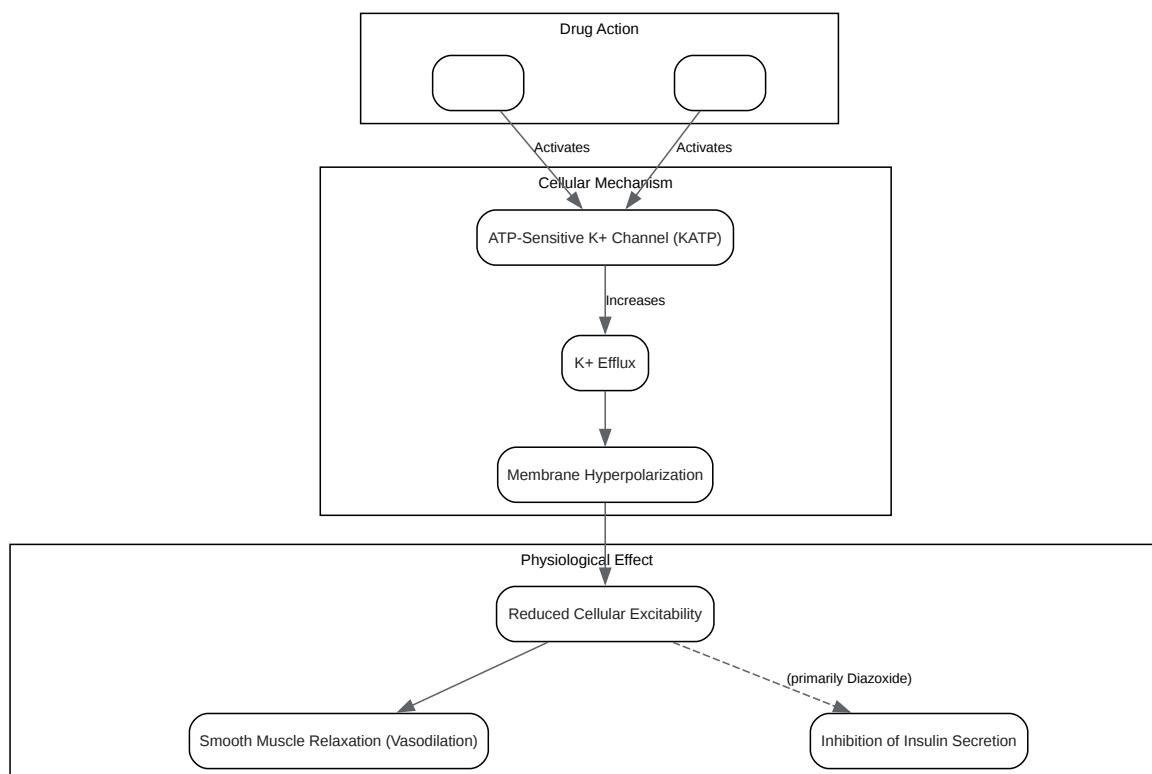 Drug Action
Activates
Activates
Cellular Mechanism
ATP-Sensitive K+ Channel (KATP)
Increases
K+ Efflux
Membrane Hyperpolarization
Physiological Effect
Reduced Cellular Excitability
(primarily Diazoxide)
Smooth Muscle Relaxation (Vasodilation)
Inhibition of Insulin Secretion